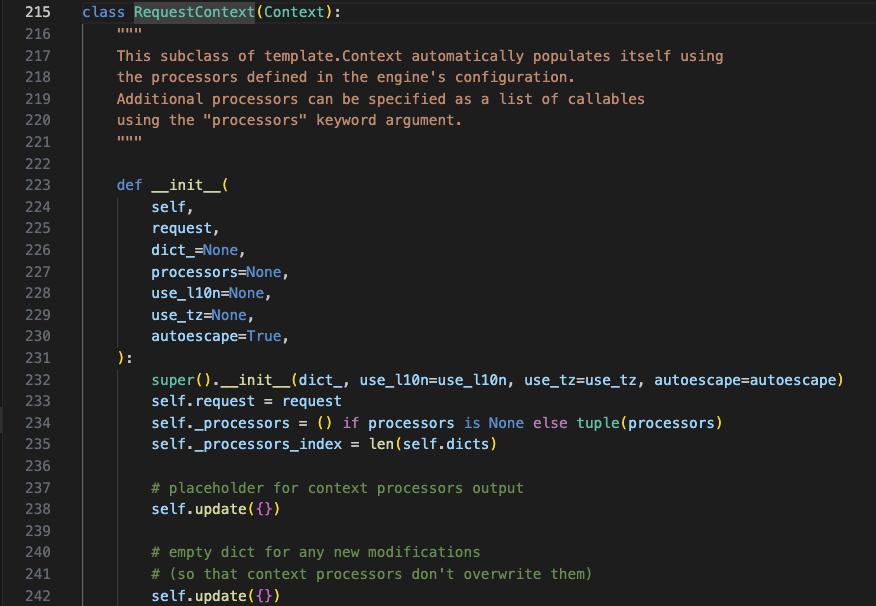 215 class RequestContext(Context):
216     """
217     This subclass of template.Context automatically populates itself using
218     the processors defined in the engine's configuration.
219     Additional processors can be specified as a list of callables
220     using the "processors" keyword argument.
221     """
222
223     def __init__(
224         self,
225         request,
226         dict_=None,
227         processors=None,
228         use_l10n=None,
229         use_tz=None,
230         autoescape=True,
231     ):
232         super().__init__(dict_, use_l10n=use_l10n, use_tz=use_tz, autoescape=autoescape)
233         self.request = request
234         self._processors = () if processors is None else tuple(processors)
235         self._processors_index = len(self.dicts)
236
237         # placeholder for context processors output
238         self.update({})
239
240         # empty dict for any new modifications
241         # (so that context processors don't overwrite them)
242         self.update({})